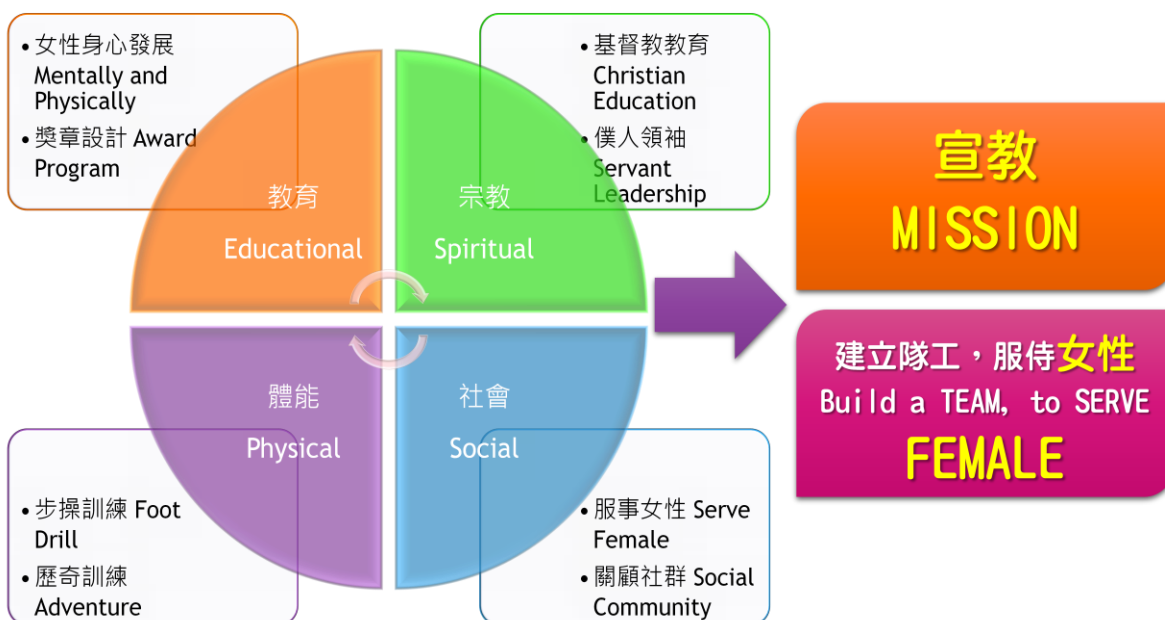 • 女性身心發展
Mentally and
Physically
• 獎章設計 Award
Program
• 基督教教育
Christian
Education
• 僕人領袖
Servant
Leadership
教育
Educational
宗教
Spiritual
體能
Physical
社會
Social
• 步操訓練 Foot
Drill
• 歷奇訓練
Adventure
• 服事女性 Serve
Female
• 關顧社群 Social
Community
宣教
MISSION
建立隊工，服侍女性
Build a TEAM, to SERVE
FEMALE